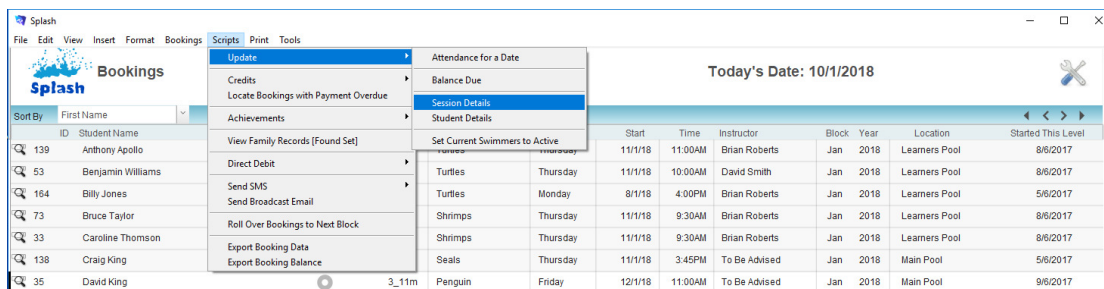 Splash
File Edit View Insert Format Bookings Scripts Print Tools
Splash
Bookings
Today's Date: 10/1/2018
Update
Credits
Locate Bookings with Payment Overdue
Achievements
View Family Records [Found Set]
Direct Debit
Send SMS
Send Broadcast Email
Roll Over Bookings to Next Block
Export Booking Data
Export Booking Balance
Attendance for a Date
Balance Due
Session Details
Student Details
Set Current Swimmers to Active
Sort By First Name
ID Student Name Start Time Instructor Block Year Location Started This Level
139 Anthony Apollo Turtles Thursday 11/1/18 11:00AM Brian Roberts Jan 2018 Learners Pool 8/6/2017
53 Benjamin Williams Turtles Thursday 11/1/18 10:00AM David Smith Jan 2018 Learners Pool 8/6/2017
164 Billy Jones Turtles Monday 8/1/18 4:00PM Brian Roberts Jan 2018 Learners Pool 5/6/2017
73 Bruce Taylor Shrimps Thursday 11/1/18 9:30AM Brian Roberts Jan 2018 Learners Pool 8/6/2017
33 Caroline Thomson Shrimps Thursday 11/1/18 9:30AM Brian Roberts Jan 2018 Learners Pool 8/6/2017
138 Craig King Seals Thursday 11/1/18 3:45PM To Be Advised Jan 2018 Main Pool 5/6/2017
35 David King 3_11m Penguin Friday 12/1/18 11:00AM To Be Advised Jan 2018 Main Pool 9/6/2017